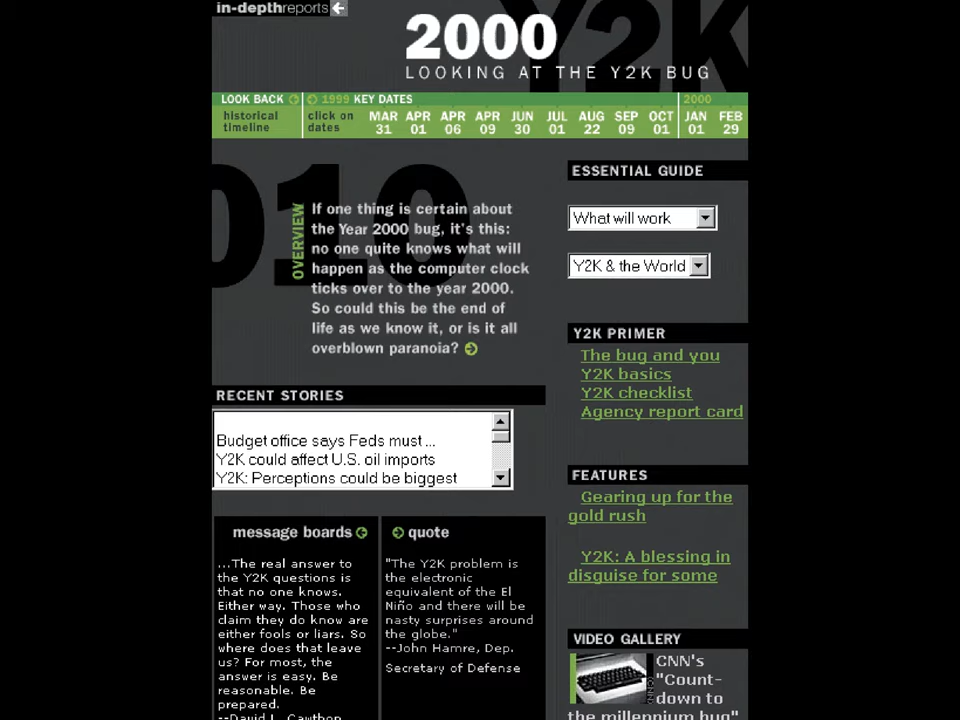 in-depthreports
Y2K
2000
LOOKING AT THE Y2K BUG
LOOK BACK
1999 KEY DATES
2000
historical
timeline
click on
dates
MAR APR APR APR JUN JUL AUG SEP OCT JAN FEB
31 01 06 09 30 01 22 09 01 01 29
010
OVERVIEW
If one thing is certain about
the Year 2000 bug, it's this:
no one quite knows what will
happen as the computer clock
ticks over to the year 2000.
So could this be the end of
life as we know it, or is it all
overblown paranoia?
RECENT STORIES
Budget office says Feds must ...
Y2K could affect U.S. oil imports
Y2K: Perceptions could be biggest
message boards
...The real answer to
the Y2K questions is
that no one knows.
Either way. Those who
claim they do know are
either fools or liars. So
where does that leave
us? For most, the
answer is easy. Be
reasonable. Be
prepared.
--David L. Cawthon
quote
"The Y2K problem is
the electronic
equivalent of the El
Niño and there will be
nasty surprises around
the globe."
--John Hamre, Dep.
Secretary of Defense
ESSENTIAL GUIDE
What will work
Y2K & the World
Y2K PRIMER
The bug and you
Y2K basics
Y2K checklist
Agency report card
FEATURES
Gearing up for the
gold rush
Y2K: A blessing in
disguise for some
VIDEO GALLERY
CNN's
"Count-
down to
the millennium bug"